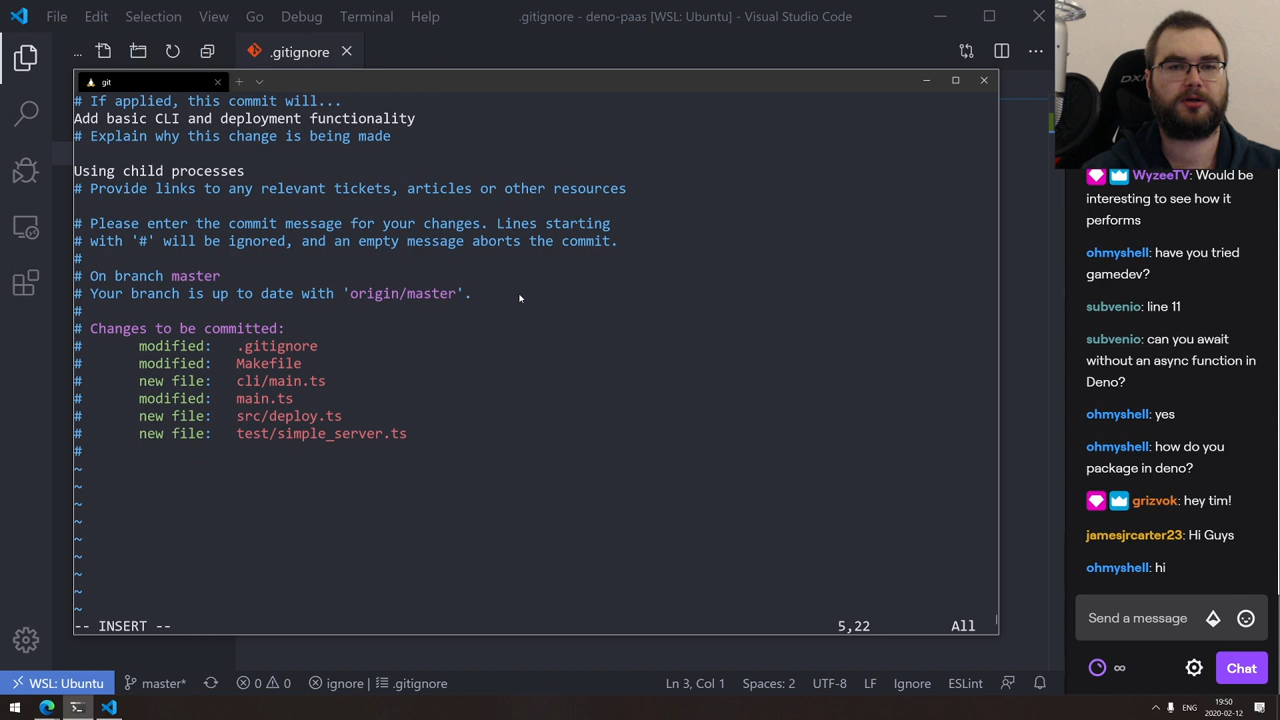 File Edit Selection View Go Debug Terminal Help
.gitignore - deno-paas [WSL: Ubuntu] - Visual Studio Code
... .gitignore
git
# If applied, this commit will...
Add basic CLI and deployment functionality
# Explain why this change is being made
Using child processes
# Provide links to any relevant tickets, articles or other resources
# Please enter the commit message for your changes. Lines starting
# with '#' will be ignored, and an empty message aborts the commit.
#
# On branch master
# Your branch is up to date with 'origin/master'.
#
# Changes to be committed:
# modified: .gitignore
# modified: Makefile
# new file: cli/main.ts
# modified: main.ts
# new file: src/deploy.ts
# new file: test/simple_server.ts
#
~
~
~
~
~
~
~
~
~
-- INSERT -- 5,22 All
DX
WyzeeTV: Would be
interesting to see how it
performs
ohmyshell: have you tried
gamedev?
subvenio: line 11
subvenio: can you await
without an async function in
Deno?
ohmyshell: yes
ohmyshell: how do you
package in deno?
grizvok: hey tim!
jamesjrcarter23: Hi Guys
ohmyshell: hi
Send a message
∞ Chat
WSL: Ubuntu master* 0 0 ignore | .gitignore Ln 3, Col 1 Spaces: 2 UTF-8 LF Ignore ESLint
ENG 19:50
2020-02-12